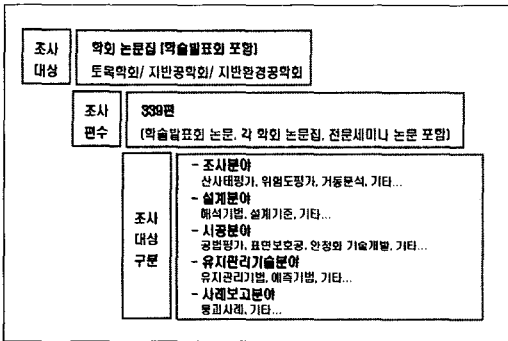 조사
대상
학회 논문집 (학술발표회 포함)
토목학회/ 지반공학회/ 지반환경공학회
조사
편수
339편
(학술발표회 논문, 각 학회 논문집, 전문세미나 논문 포함)
조사
대상
구분
- 조사분야
산사태평가, 위험도평가, 거동분석, 기타...
- 설계분야
해석기법, 설계기준, 기타...
- 시공분야
공법평가, 표면보호공, 안정화 기술개발, 기타...
- 유지관리기술분야
유지관리기법, 예측기법, 기타...
- 사례보고분야
붕괴사례, 기타...